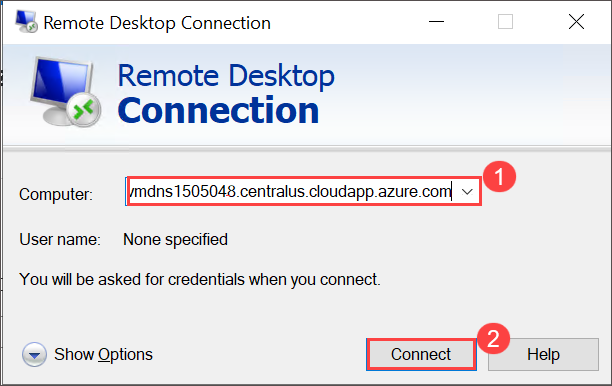 Remote Desktop Connection
Remote Desktop
Connection
Computer: vmdns1505048.centralus.cloudapp.azure.com
1
User name: None specified
You will be asked for credentials when you connect.
Show Options
Connect
2
Help